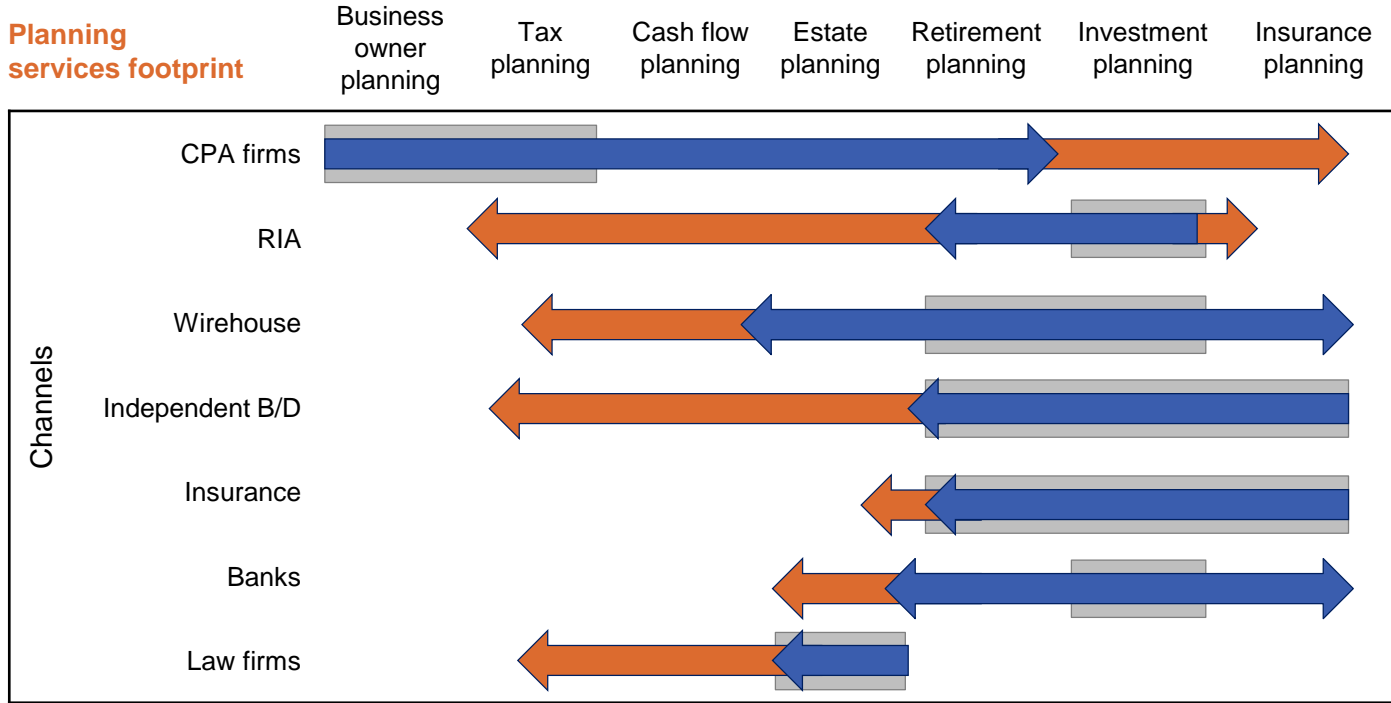 Planning
services footprint
Business
owner
planning
Tax
planning
Cash flow
planning
Estate
planning
Retirement
planning
Investment
planning
Insurance
planning
Channels
CPA firms
RIA
Wirehouse
Independent B/D
Insurance
Banks
Law firms